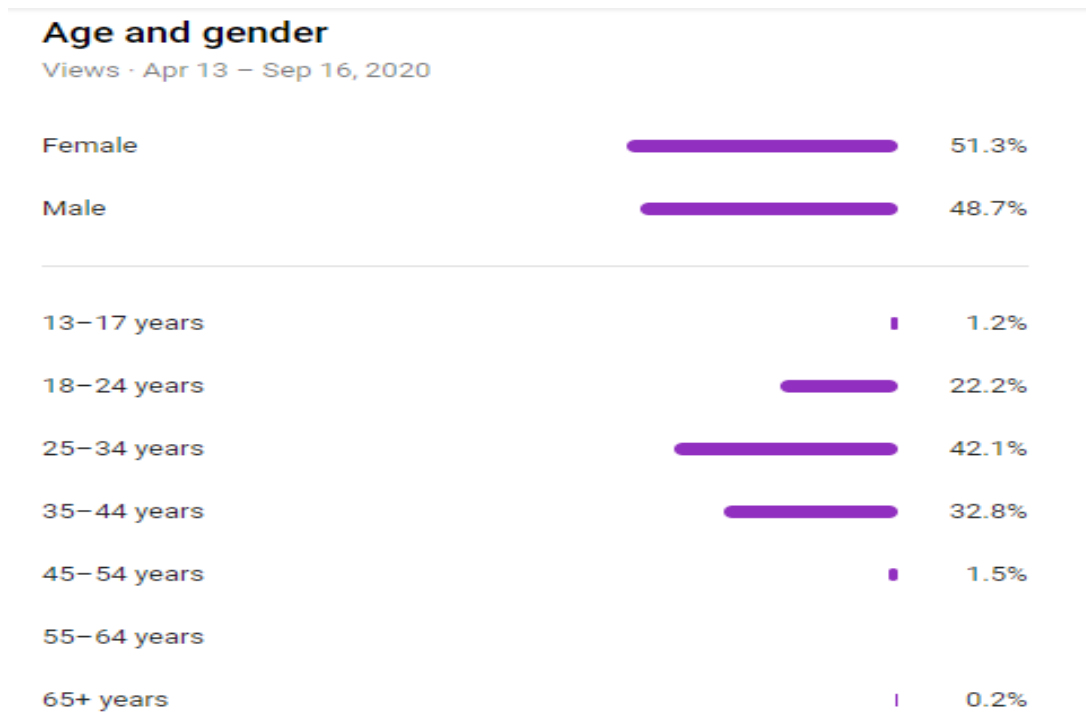 Age and gender
Views · Apr 13 – Sep 16, 2020
Female 51.3%
Male 48.7%
13–17 years 1.2%
18–24 years 22.2%
25–34 years 42.1%
35–44 years 32.8%
45–54 years 1.5%
55–64 years
65+ years 0.2%